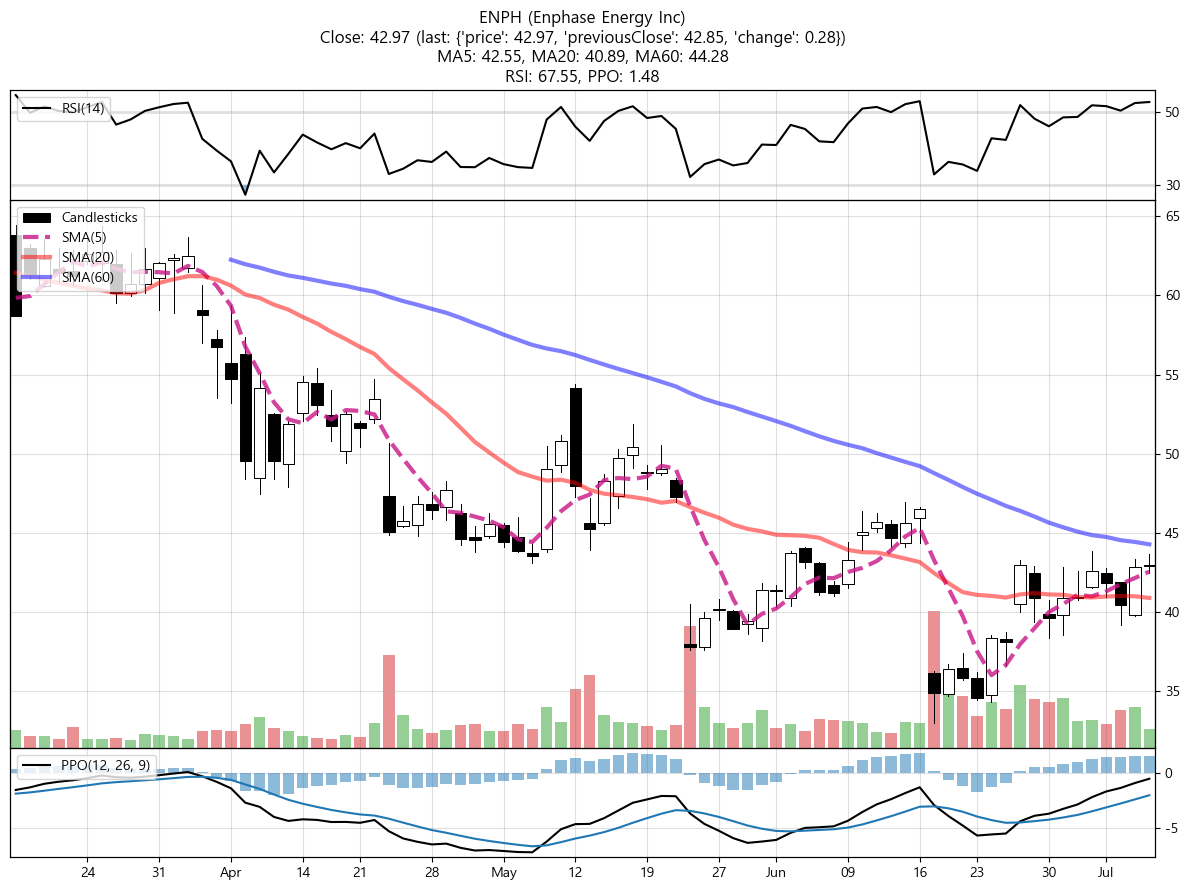 ENPH (Enphase Energy Inc)
Close: 42.97 (last: {'price': 42.97, 'previousClose': 42.85, 'change': 0.28})
MA5: 42.55, MA20: 40.89, MA60: 44.28
RSI: 67.55, PPO: 1.48
RSI(14)
50
30
Candlesticks
SMA(5)
SMA(20)
SMA(60)
65
60
55
50
45
40
35
PPO(12, 26, 9)
0
-5
24 31 Apr 14 21 28 May 12 19 27 Jun 09 16 23 30 Jul